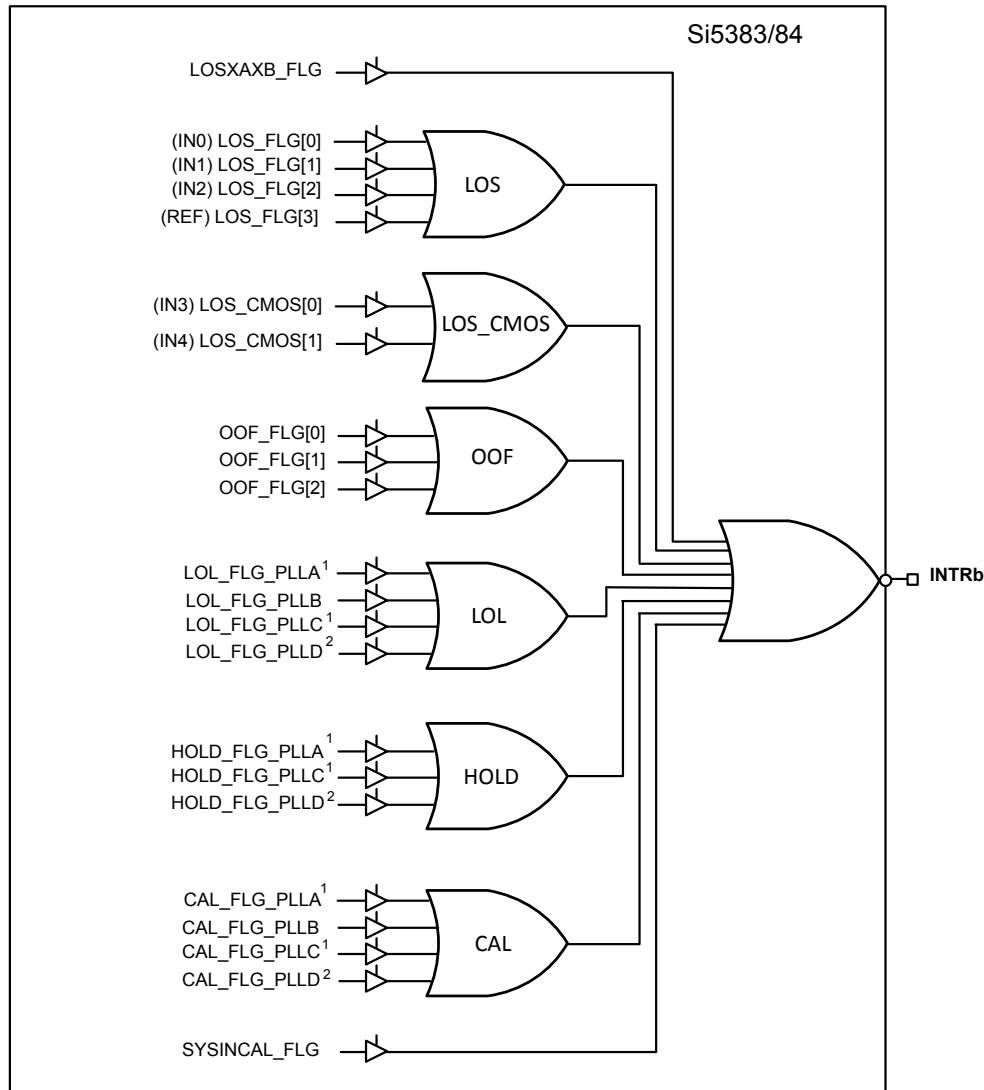 Si5383/84
LOSXAXB_FLG
(IN0) LOS_FLG[0]
(IN1) LOS_FLG[1]
(IN2) LOS_FLG[2]
(REF) LOS_FLG[3]
LOS
(IN3) LOS_CMOS[0]
(IN4) LOS_CMOS[1]
LOS_CMOS
OOF_FLG[0]
OOF_FLG[1]
OOF_FLG[2]
OOF
LOL_FLG_PLLA¹
LOL_FLG_PLLB
LOL_FLG_PLLC¹
LOL_FLG_PLLD²
LOL
HOLD_FLG_PLLA¹
HOLD_FLG_PLLC¹
HOLD_FLG_PLLD²
HOLD
CAL_FLG_PLLA¹
CAL_FLG_PLLB
CAL_FLG_PLLC¹
CAL_FLG_PLLD²
CAL
SYSINCAL_FLG
INTRb